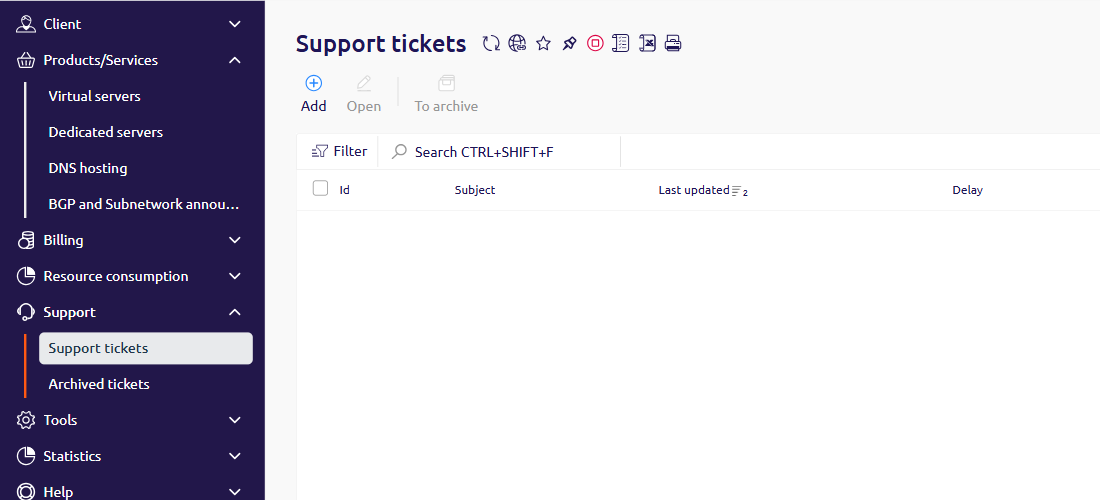 Client
Products/Services
Virtual servers
Dedicated servers
DNS hosting
BGP and Subnetwork annou...
Billing
Resource consumption
Support
Support tickets
Archived tickets
Tools
Statistics
Help
Support tickets
Add Open To archive
Filter Search CTRL+SHIFT+F
Id Subject Last updated 2 Delay